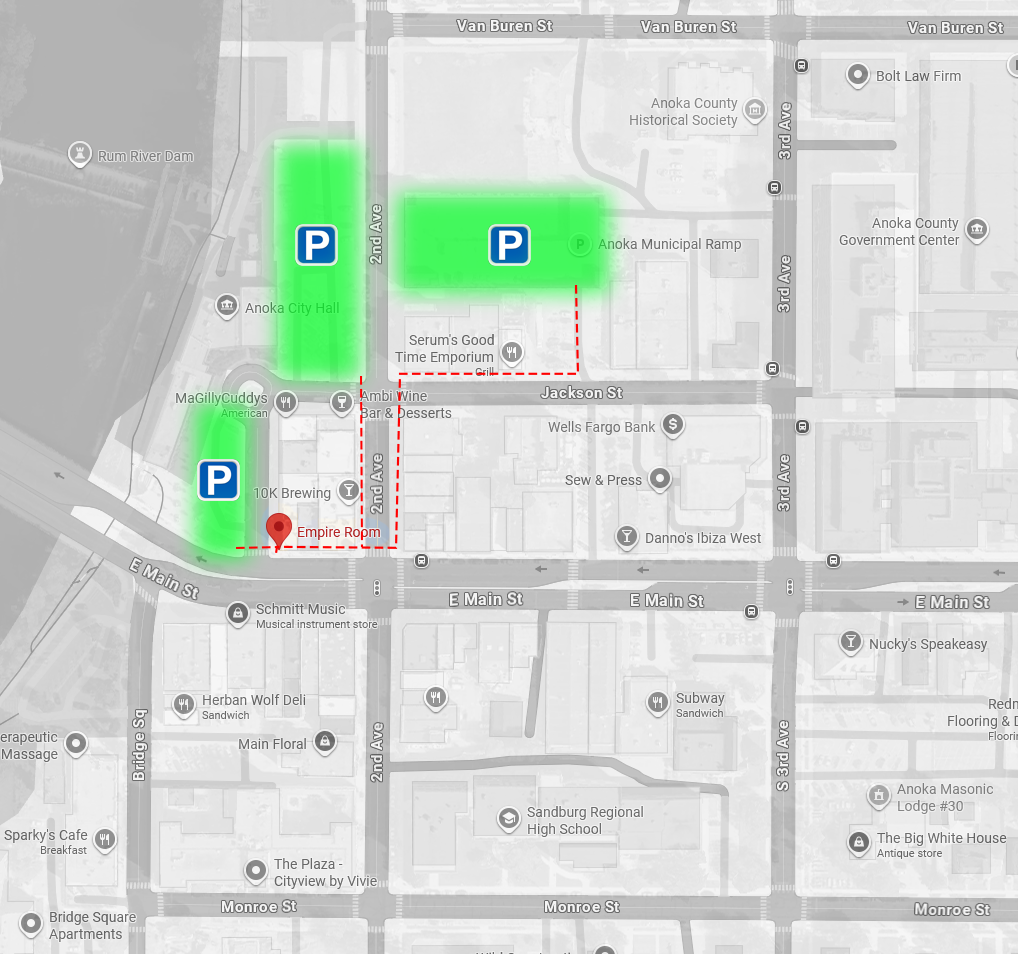 Van Buren St
Van Buren St
Van Buren St
Bolt Law Firm
Anoka County
Historical Society
3rd Ave
Rum River Dam
2nd Ave
P
P
P
Anoka Municipal Ramp
Anoka County
Government Center
3rd Ave
Anoka City Hall
Serum's Good
Time Emporium
Grill
MaGillyCuddys
American
Ambi Wine
Bar & Desserts
Jackson St
Wells Fargo Bank
P
10K Brewing
2nd Ave
Sew & Press
3rd Ave
Empire Room
Danno's Ibiza West
E Main St
E Main St
E Main St
E Main St
Schmitt Music
Musical instrument store
Nucky's Speakeasy
Herban Wolf Deli
Sandwich
Subway
Sandwich
Redn
Flooring & D
Floorin
erapeutic
Massage
Main Floral
Bridge Sq
2nd Ave
S 3rd Ave
Anoka Masonic
Lodge #30
Sandburg Regional
High School
Sparky's Cafe
Breakfast
The Big White House
Antique store
The Plaza -
Cityview by Vivie
Monroe St
Monroe St
Monroe St
Bridge Square
Apartments